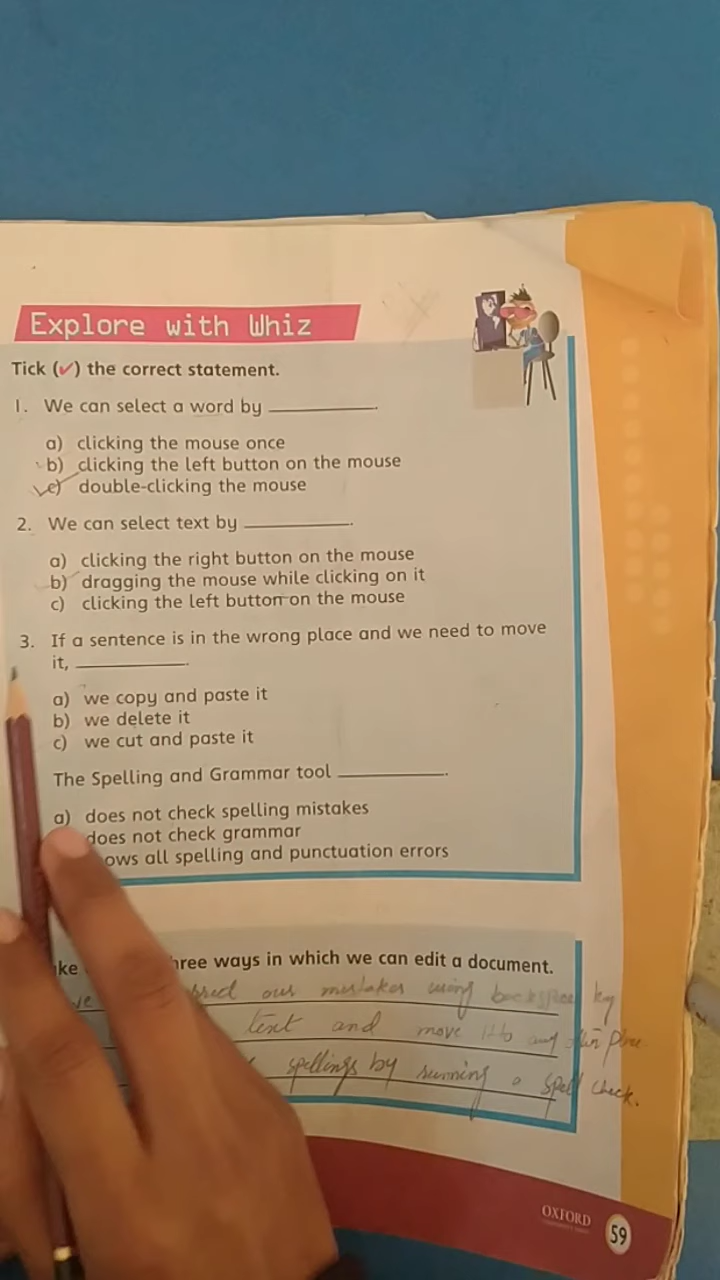 Explore with Whiz
Tick (✔) the correct statement.
1. We can select a word by ____________.
a) clicking the mouse once
b) clicking the left button on the mouse
c) double-clicking the mouse
2. We can select text by ____________.
a) clicking the right button on the mouse
b) dragging the mouse while clicking on it
c) clicking the left button on the mouse
3. If a sentence is in the wrong place and we need to move
it, ____________.
a) we copy and paste it
b) we delete it
c) we cut and paste it
The Spelling and Grammar tool ____________.
a) does not check spelling mistakes
does not check grammar
ows all spelling and punctuation errors
ree ways in which we can edit a document.
our mistakes using backspace key
text and move it to any
spellings by running a spell check.
OXFORD
59